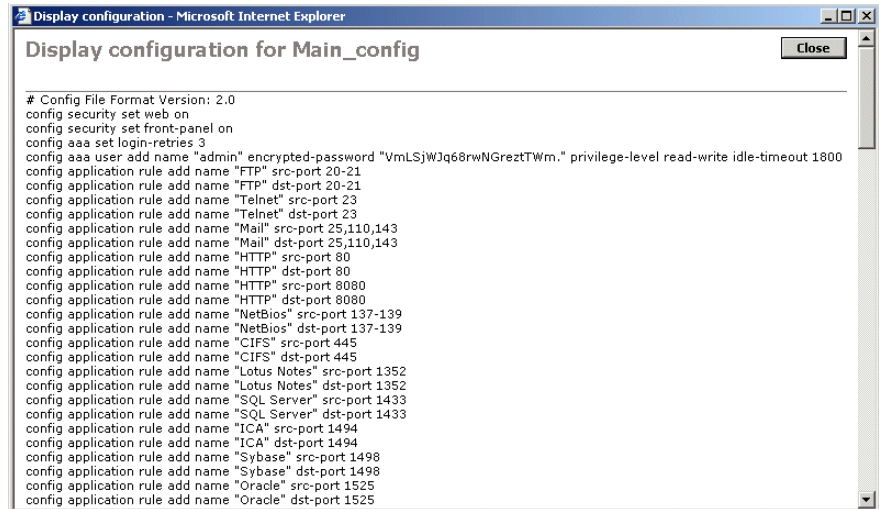 Display configuration - Microsoft Internet Explorer
Display configuration for Main_config
Close
# Config File Format Version: 2.0
config security set web on
config security set front-panel on
config aaa set login-retries 3
config aaa user add name "admin" encrypted-password "VmLSjWJq68rwNGreztTWm." privilege-level read-write idle-timeout 1800
config application rule add name "FTP" src-port 20-21
config application rule add name "FTP" dst-port 20-21
config application rule add name "Telnet" src-port 23
config application rule add name "Telnet" dst-port 23
config application rule add name "Mail" src-port 25,110,143
config application rule add name "Mail" dst-port 25,110,143
config application rule add name "HTTP" src-port 80
config application rule add name "HTTP" dst-port 80
config application rule add name "HTTP" src-port 8080
config application rule add name "HTTP" dst-port 8080
config application rule add name "NetBios" src-port 137-139
config application rule add name "NetBios" dst-port 137-139
config application rule add name "CIFS" src-port 445
config application rule add name "CIFS" dst-port 445
config application rule add name "Lotus Notes" src-port 1352
config application rule add name "Lotus Notes" dst-port 1352
config application rule add name "SQL Server" src-port 1433
config application rule add name "SQL Server" dst-port 1433
config application rule add name "ICA" src-port 1494
config application rule add name "ICA" dst-port 1494
config application rule add name "Sybase" src-port 1498
config application rule add name "Sybase" dst-port 1498
config application rule add name "Oracle" src-port 1525
config application rule add name "Oracle" dst-port 1525